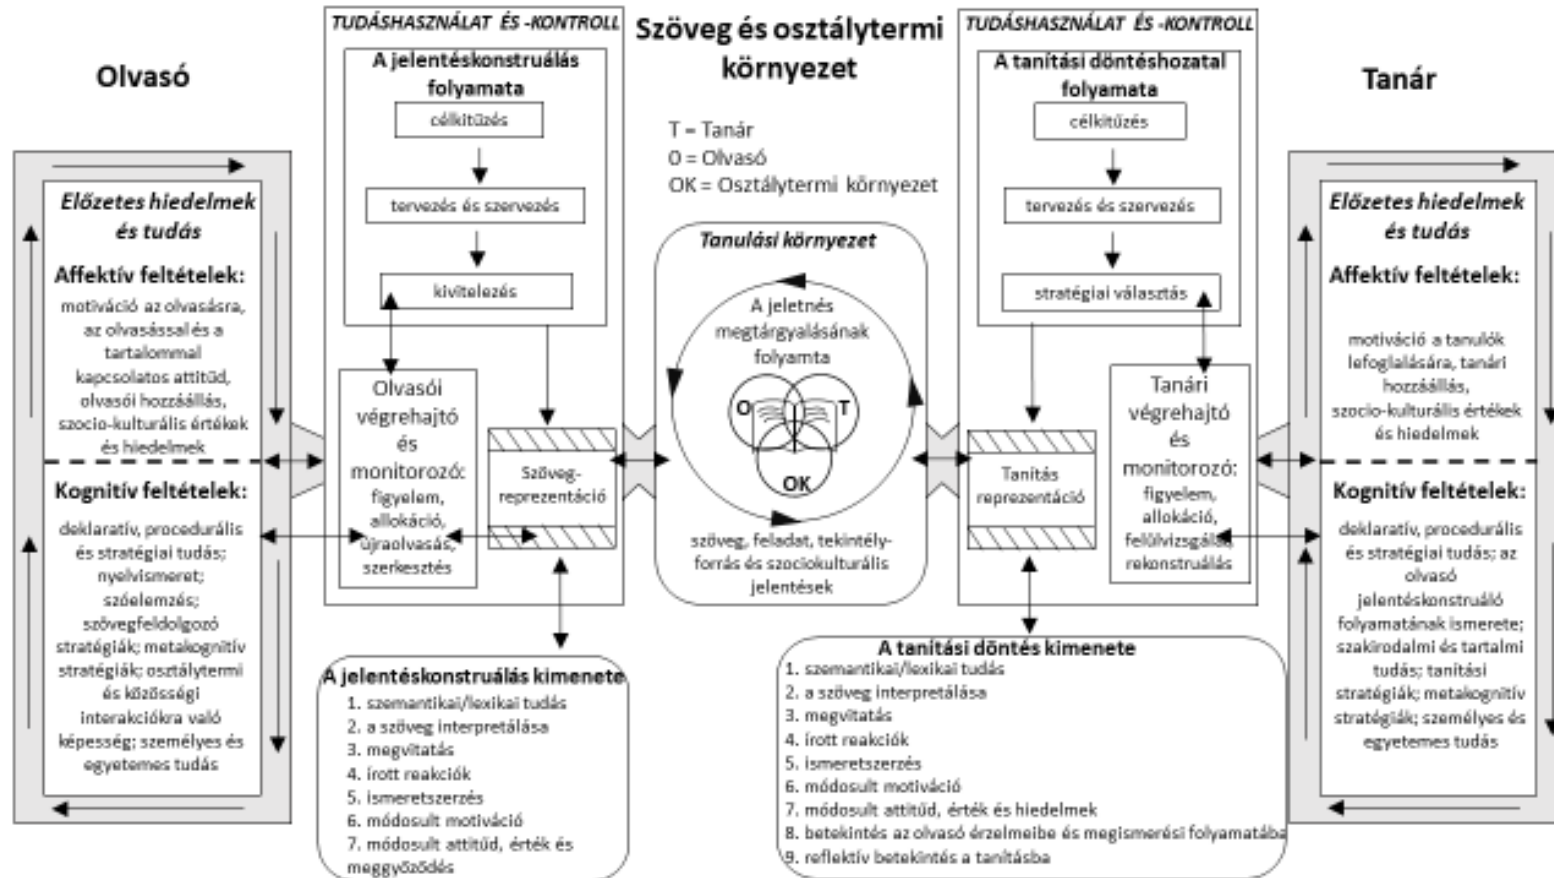 Olvasó
Előzetes hiedelmek
és tudás
Affektív feltételek:
motiváció az olvasásra,
az olvasással és a
tartalommal
kapcsolatos attitűd,
olvasói hozzáállás,
szocio-kulturális értékek
és hiedelmek
Kognitív feltételek:
deklaratív, procedurális
és stratégiai tudás;
nyelvismeret;
szóelemzés;
szövegfeldolgozó
stratégiák; metakognitív
stratégiák; osztálytermi
és közösségi
interakciókra való
képesség; személyes és
egyetemes tudás
TUDÁSHASZNÁLAT ÉS -KONTROLL
A jelentéskonstruálás
folyamata
célkitűzés
tervezés és szervezés
kivitelezés
Olvasói
végrehajtó
és
monitorozó:
figyelem,
allokáció,
újraolvasás,
szerkesztés
Szöveg-
reprezentáció
A jelentéskonstruálás kimenete
1. szemantikai/lexikai tudás
2. a szöveg interpretálása
3. megvitatás
4. írott reakciók
5. ismeretszerzés
6. módosult motiváció
7. módosult attitűd, érték és
meggyőződés
Szöveg és osztálytermi
környezet
T = Tanár
0 = Olvasó
OK = Osztálytermi környezet
Tanulási környezet
A jeletnés
megtárgyalásának
folyamta
O
T
OK
szöveg, feladat, tekintély-
forrás és szociokulturális
jelentések
TUDÁSHASZNÁLAT ÉS -KONTROLL
A tanítási döntéshozatal
folyamata
célkitűzés
tervezés és szervezés
stratégiai választás
Tanítás
reprezentáció
Tanári
végrehajtó
és
monitorozó:
figyelem,
allokáció,
felülvizsgálat,
rekonstruálás
A tanítási döntés kimenete
1. szemantikai/lexikai tudás
2. a szöveg interpretálása
3. megvitatás
4. írott reakciók
5. ismeretszerzés
6. módosult motiváció
7. módosult attitűd, érték és hiedelmek
8. betekintés az olvasó érzelmeibe és megismerési folyamatába
9. reflektív betekintés a tanításba
Tanár
Előzetes hiedelmek
és tudás
Affektív feltételek:
motiváció a tanulók
lefoglalására, tanári
hozzáállás,
szocio-kulturális értékek
és hiedelmek
Kognitív feltételek:
deklaratív, procedurális
és stratégiai tudás; az
olvasó
jelentéskonstruáló
folyamatának ismerete;
szakirodalmi és tartalmi
tudás; tanítási
stratégiák; metakognitív
stratégiák; személyes és
egyetemes tudás